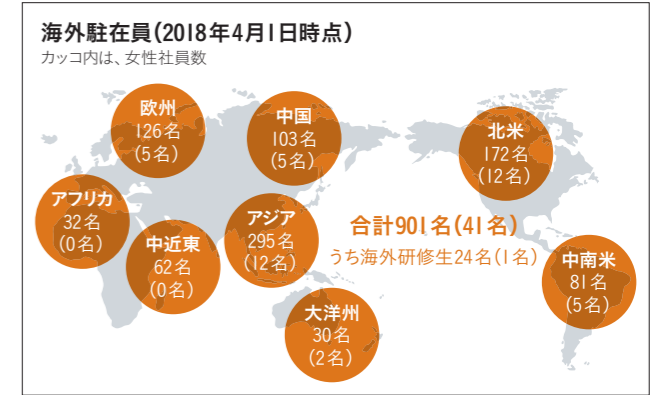 海外駐在員(2018年4月1日時点)
カッコ内は、女性社員数
欧州
126名
(5名)
中国
103名
(5名)
北米
172名
(12名)
アフリカ
32名
(0名)
中近東
62名
(0名)
アジア
295名
(12名)
合計901名(41名)
うち海外研修生24名(1名)
中南米
81名
(5名)
大洋州
30名
(2名)